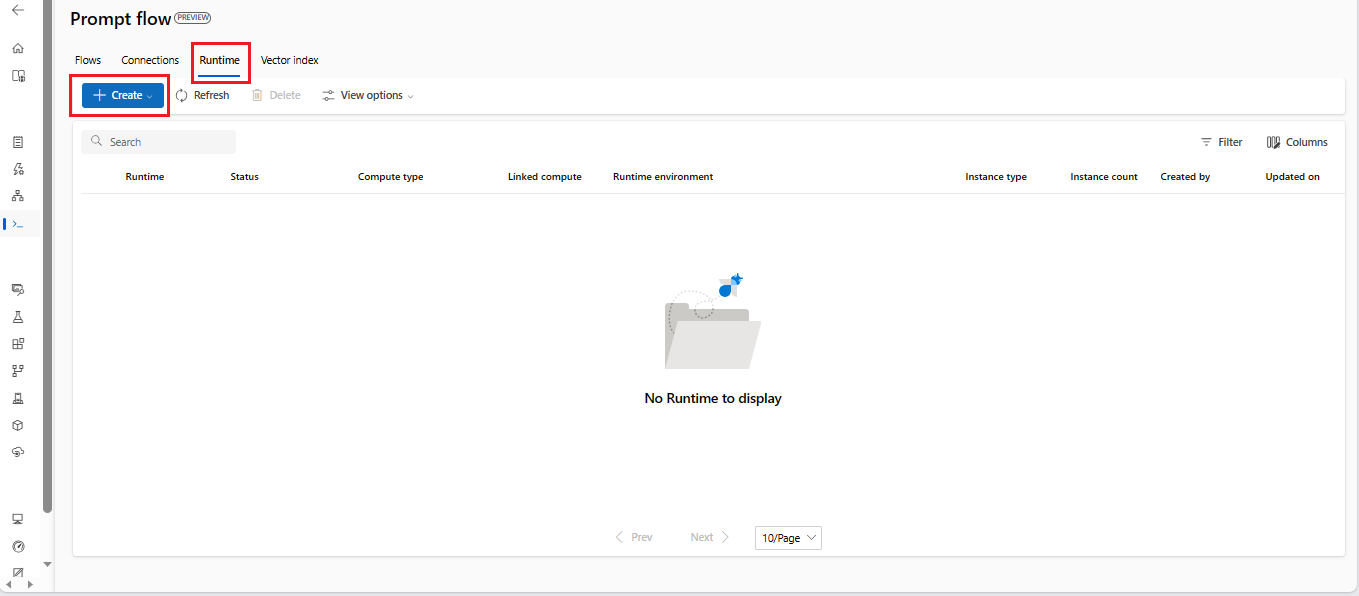 Prompt flow PREVIEW
Flows Connections Runtime Vector index
Create Refresh Delete View options
Search Filter Columns
Runtime Status Compute type Linked compute Runtime environment Instance type Instance count Created by Updated on
No Runtime to display
Prev Next 10/Page